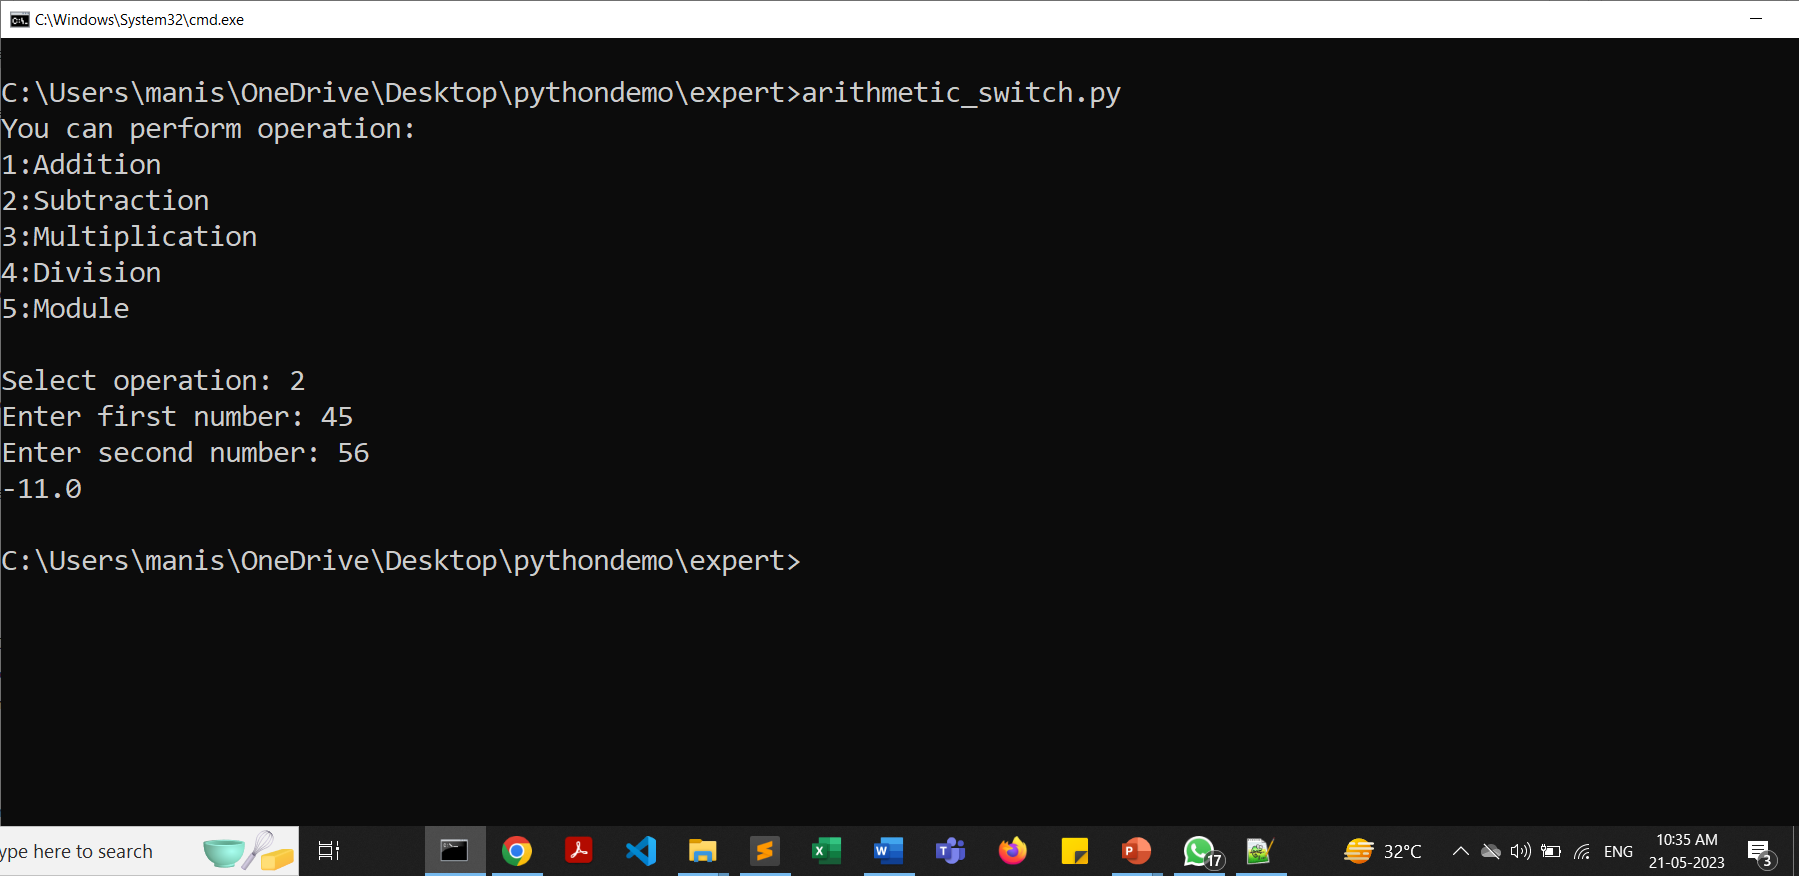 C:\Windows\System32\cmd.exe
C:\Users\manis\OneDrive\Desktop\pythondemo\expert>arithmetic_switch.py
You can perform operation:
1:Addition
2:Subtraction
3:Multiplication
4:Division
5:Module
Select operation: 2
Enter first number: 45
Enter second number: 56
-11.0
C:\Users\manis\OneDrive\Desktop\pythondemo\expert>
ype here to search
17
32°C
ENG
10:35 AM
21-05-2023
3